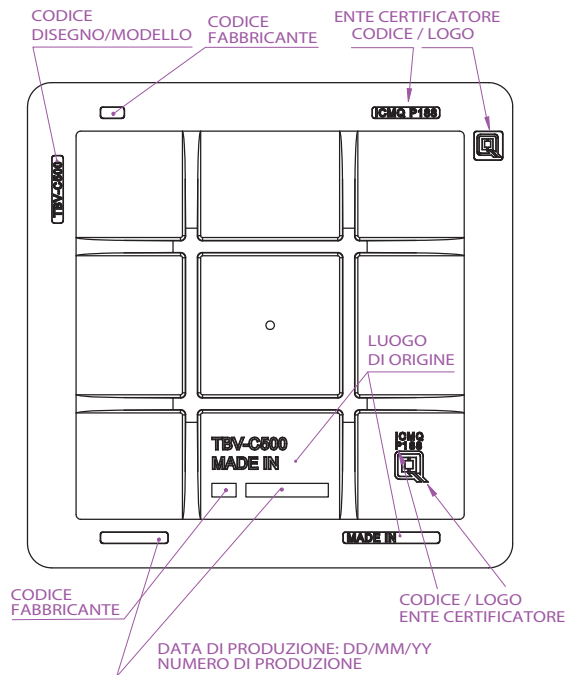 CODICE
DISEGNO/MODELLO
CODICE
FABBRICANTE
ENTE CERTIFICATORE
CODICE / LOGO
ICMQ P188
TBV-C500
LUOGO
DI ORIGINE
TBV-C500
MADE IN
ICMQ
P188
MADE IN
CODICE
FABBRICANTE
CODICE / LOGO
ENTE CERTIFICATORE
DATA DI PRODUZIONE: DD/MM/YY
NUMERO DI PRODUZIONE